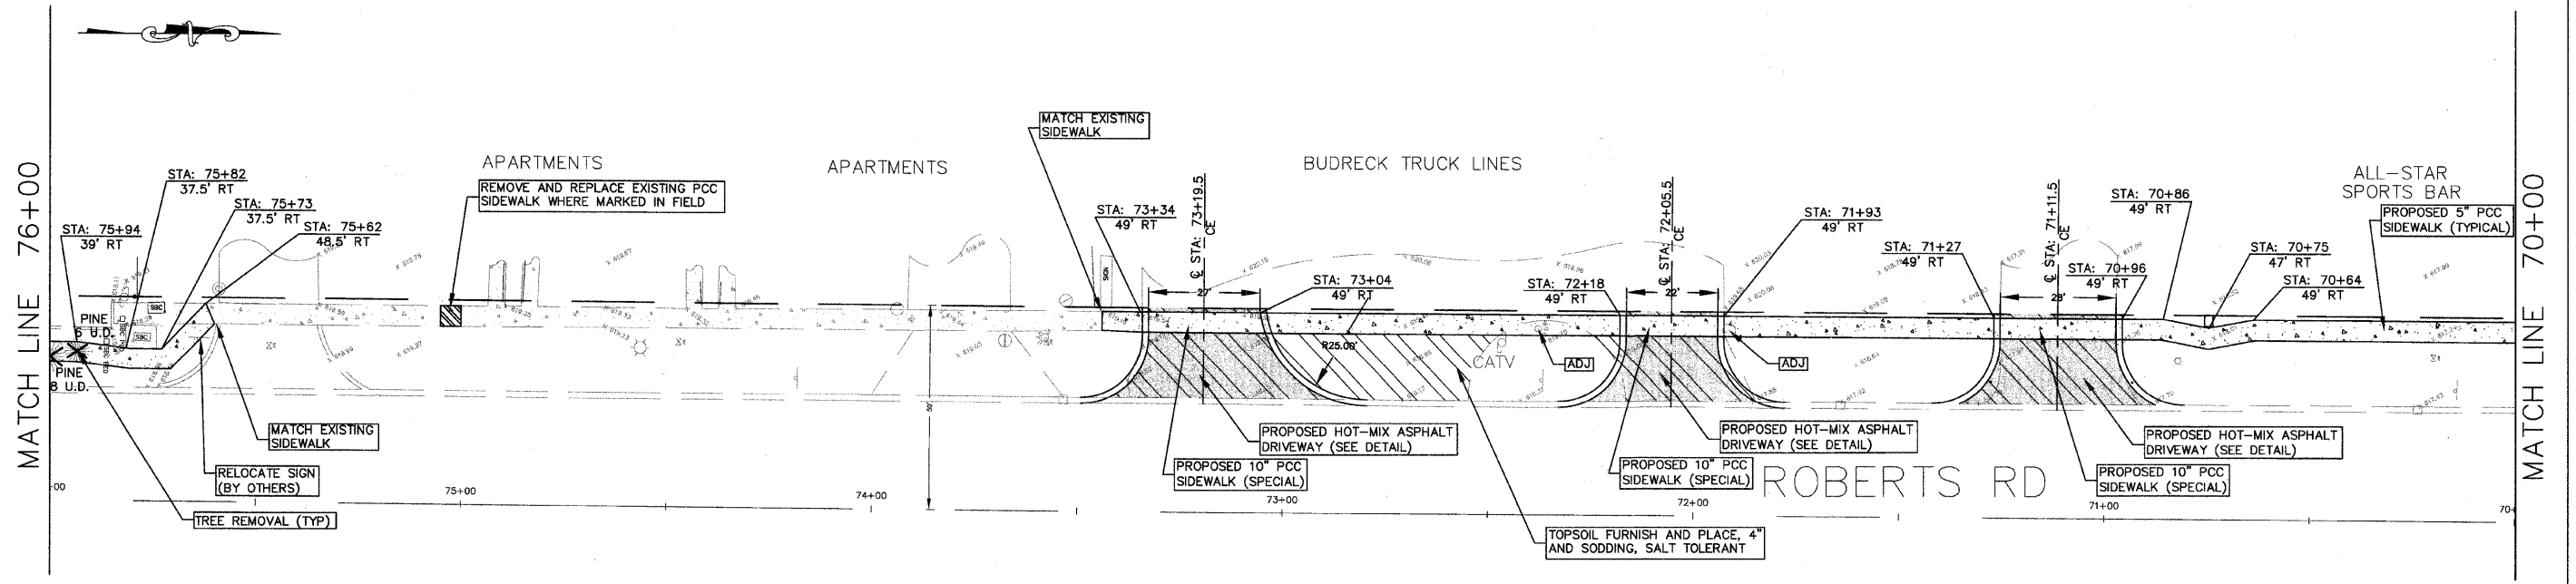 MATCH LINE 76+00
APARTMENTS
APARTMENTS
BUDRECK TRUCK LINES
ALL-STAR
SPORTS BAR
MATCH LINE 70+00
MATCH EXISTING
SIDEWALK
REMOVE AND REPLACE EXISTING PCC
SIDEWALK WHERE MARKED IN FIELD
STA: 75+94
39' RT
STA: 75+82
37.5' RT
STA: 75+73
37.5' RT
STA: 75+62
48.5' RT
STA: 73+34
49' RT
℄ STA: 73+19.5
CE
27'
STA: 73+04
49' RT
R25.00'
STA: 72+18
49' RT
℄ STA: 72+05.5
CE
22'
STA: 71+93
49' RT
STA: 71+27
49' RT
℄ STA: 71+11.5
CE
28'
STA: 70+96
49' RT
STA: 70+86
49' RT
STA: 70+75
47' RT
STA: 70+64
49' RT
PROPOSED 5" PCC
SIDEWALK (TYPICAL)
PINE
6 U.D.
PINE
8 U.D.
SBC
SBC
SIGN
CATV
ADJ
ADJ
50'
MATCH EXISTING
SIDEWALK
RELOCATE SIGN
(BY OTHERS)
TREE REMOVAL (TYP)
PROPOSED HOT-MIX ASPHALT
DRIVEWAY (SEE DETAIL)
PROPOSED 10" PCC
SIDEWALK (SPECIAL)
PROPOSED HOT-MIX ASPHALT
DRIVEWAY (SEE DETAIL)
PROPOSED 10" PCC
SIDEWALK (SPECIAL)
PROPOSED HOT-MIX ASPHALT
DRIVEWAY (SEE DETAIL)
PROPOSED 10" PCC
SIDEWALK (SPECIAL)
TOPSOIL FURNISH AND PLACE, 4"
AND SODDING, SALT TOLERANT
ROBERTS RD
00
75+00
74+00
73+00
72+00
71+00
70+